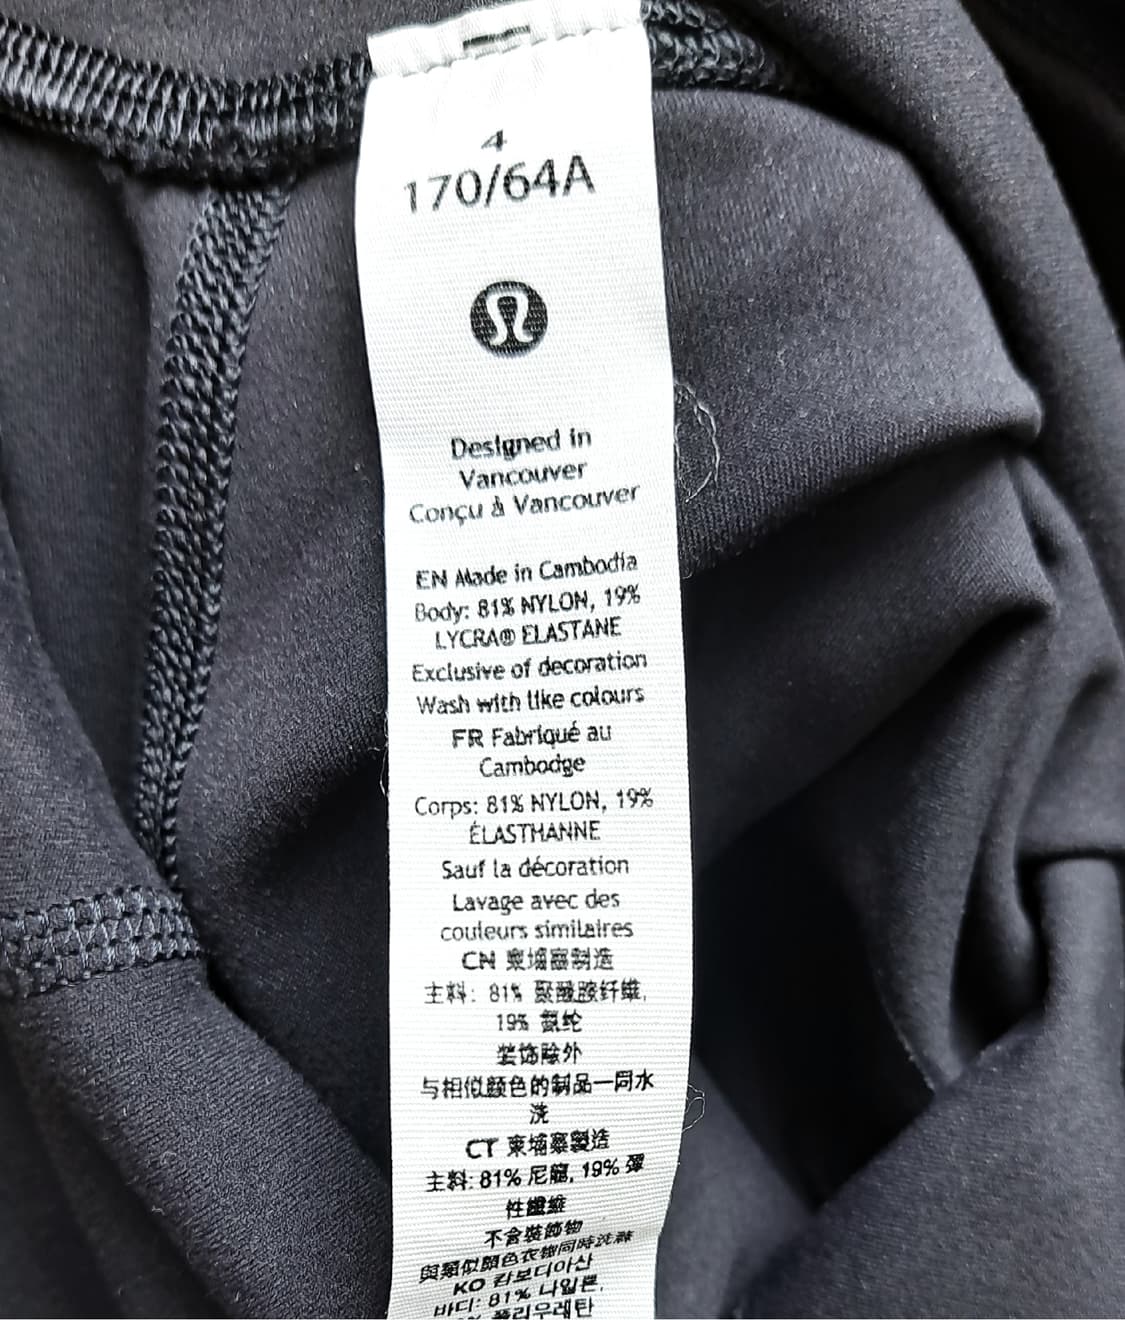 4
170/64A
Designed in
Vancouver
Conçu à Vancouver
EN Made in Cambodia
Body: 81% NYLON, 19%
LYCRA® ELASTANE
Exclusive of decoration
Wash with like colours
FR Fabriqué au
Cambodge
Corps: 81% NYLON, 19%
ÉLASTHANNE
Sauf la décoration
Lavage avec des
couleurs similaires
CN 柬埔寨制造
主料: 81% 聚酰胺纤维,
19% 氨纶
装饰除外
与相似颜色的制品一同水
洗
CT 柬埔寨製造
主料: 81% 尼龍, 19% 彈
性纖維
不含裝飾物
與類似顏色衣物同時洗滌
KO 캄보디아산
바디: 81% 나일론,
폴리우레탄